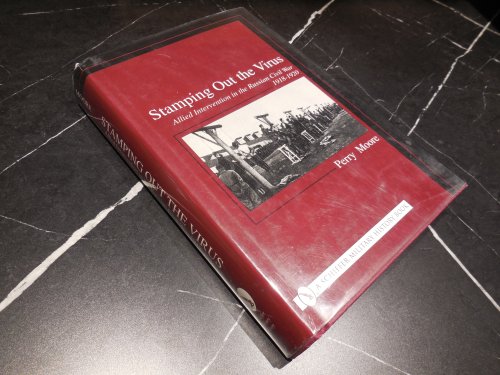 Stamping Out the Virus
Allied Intervention in the Russian Civil War
1918-1920
Perry Moore
A SCHIFFER MILITARY HISTORY BOOK
STAMPING OUT THE VIRUS